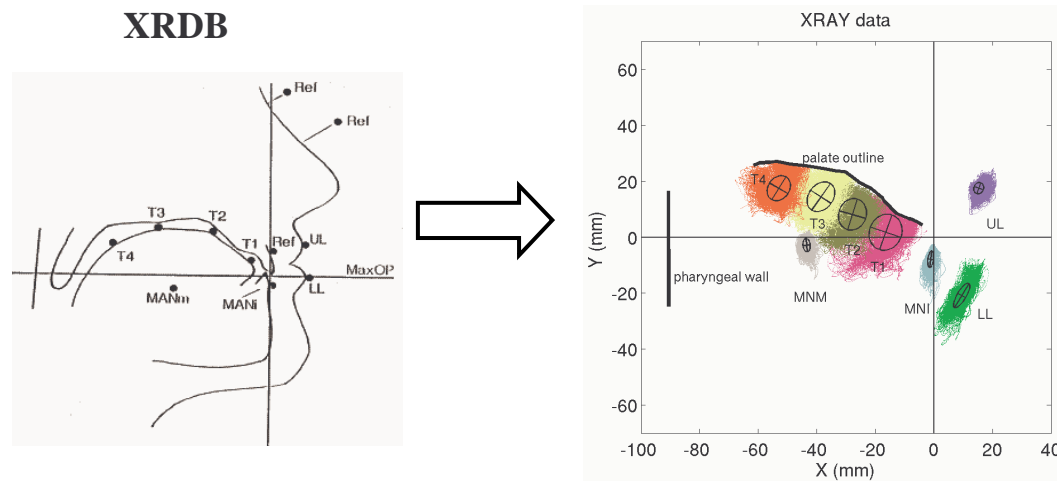 XRDB
Ref
Ref
T3
T2
T4
T1
Ref
UL
MaxOP
MANm
MANi
LL
XRAY data
60
40
20
0
-20
-40
-60
Y (mm)
palate outline
T4
T3
T2
T1
UL
pharyngeal wall
MNM
MNI
LL
-100
-80
-60
-40
-20
0
20
40
X (mm)